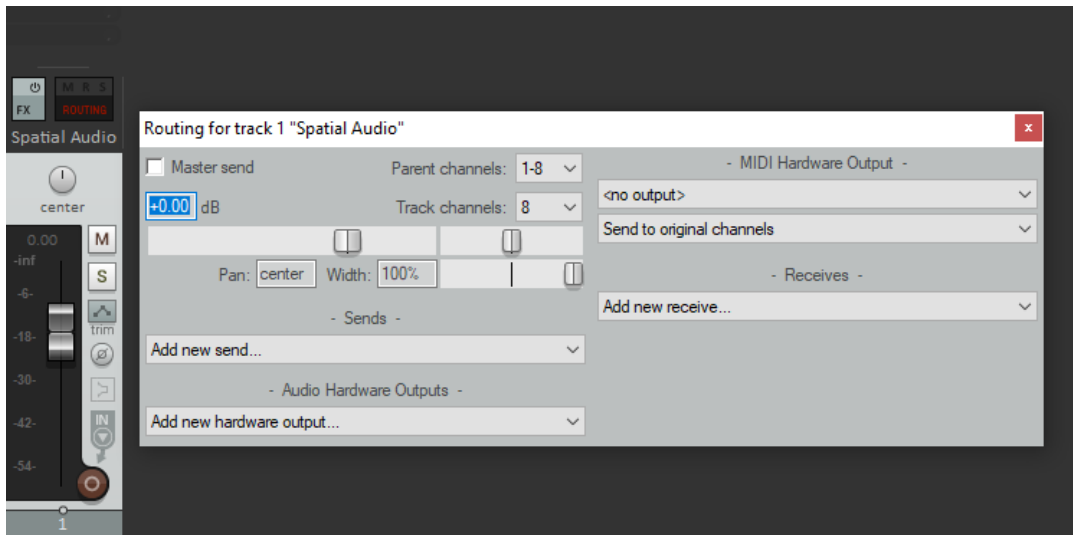 M R S
FX
ROUTING
Spatial Audio
center
0.00
M
-inf
S
-6-
trim
-18-
-30-
-42-
IN
-54-
1
Routing for track 1 "Spatial Audio"
x
Master send
Parent channels: 1-8
+0.00 dB
Track channels: 8
Pan: center Width: 100%
- Sends -
Add new send...
- Audio Hardware Outputs -
Add new hardware output...
- MIDI Hardware Output -
<no output>
Send to original channels
- Receives -
Add new receive...